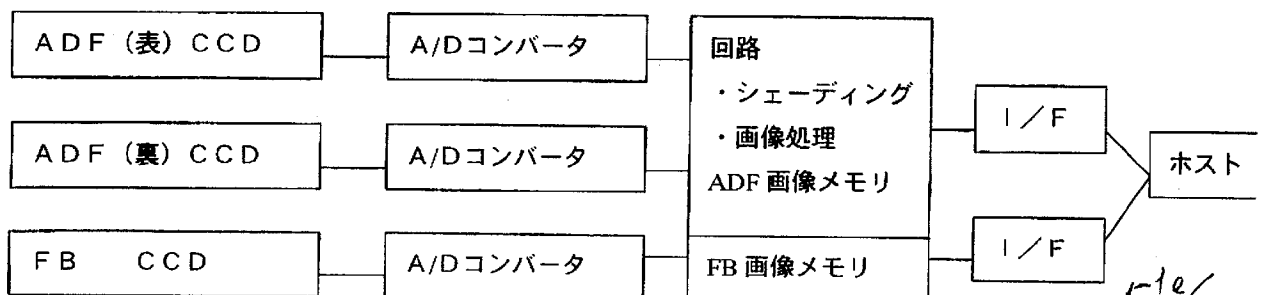 ADF（表）CCD
A/Dコンバータ
回路
・シェーディング
・画像処理
ADF画像メモリ
ADF（裏）CCD
A/Dコンバータ
I／F
ホスト
FB CCD
A/Dコンバータ
FB画像メモリ
I／F